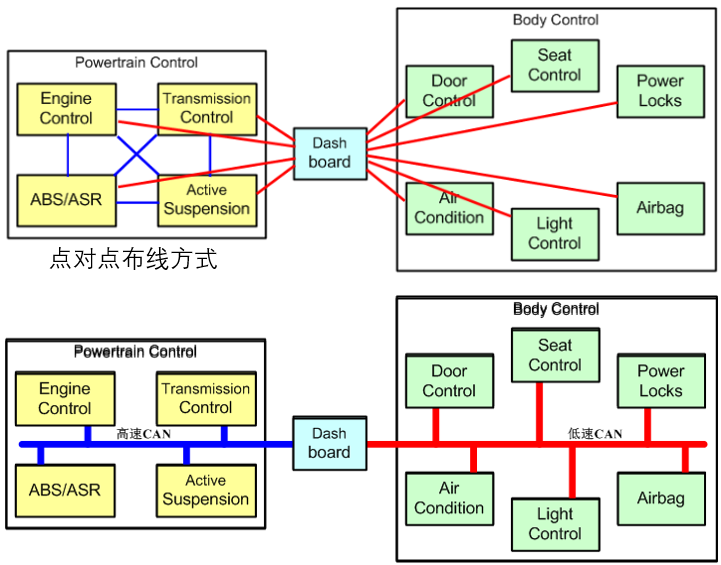 Body Control
Powertrain Control
Engine
Control
Transmission
Control
ABS/ASR
Active
Suspension
Dash
board
Door
Control
Seat
Control
Power
Locks
Air
Condition
Light
Control
Airbag
点对点布线方式
Body Control
Powertrain Control
Engine
Control
Transmission
Control
高速CAN
ABS/ASR
Active
Suspension
Dash
board
Door
Control
Seat
Control
Power
Locks
低速CAN
Air
Condition
Light
Control
Airbag